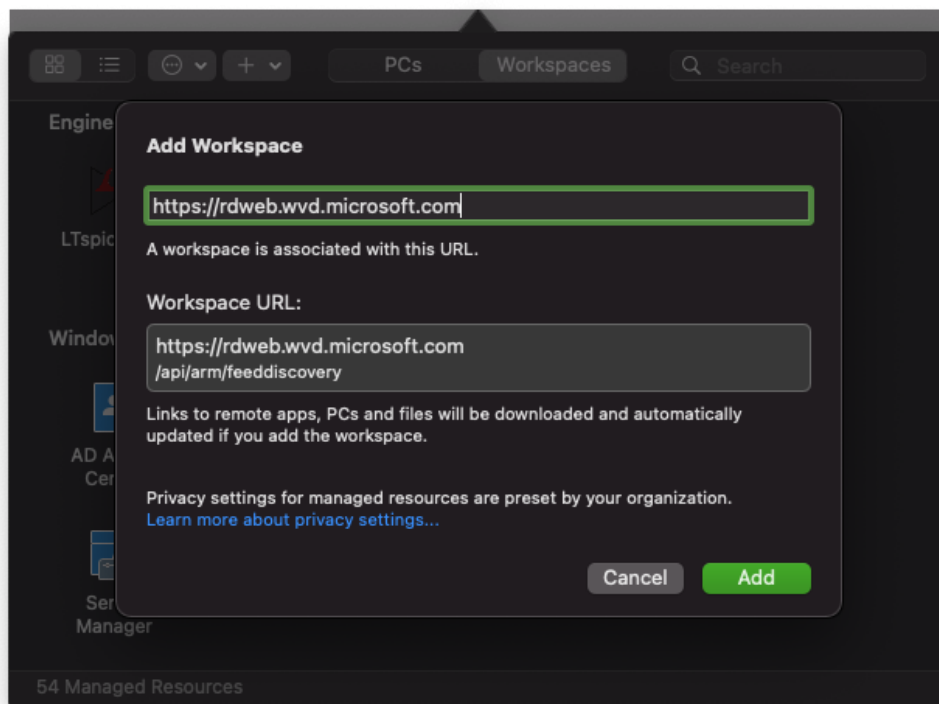 PCs
Workspaces
Search
Engine
Add Workspace
https://rdweb.wvd.microsoft.com
A workspace is associated with this URL.
LTspic
Workspace URL:
Window
https://rdweb.wvd.microsoft.com
/api/arm/feeddiscovery
Links to remote apps, PCs and files will be downloaded and automatically
updated if you add the workspace.
AD A
Cen
Privacy settings for managed resources are preset by your organization.
Learn more about privacy settings...
Cancel
Add
Ser
Manager
54 Managed Resources